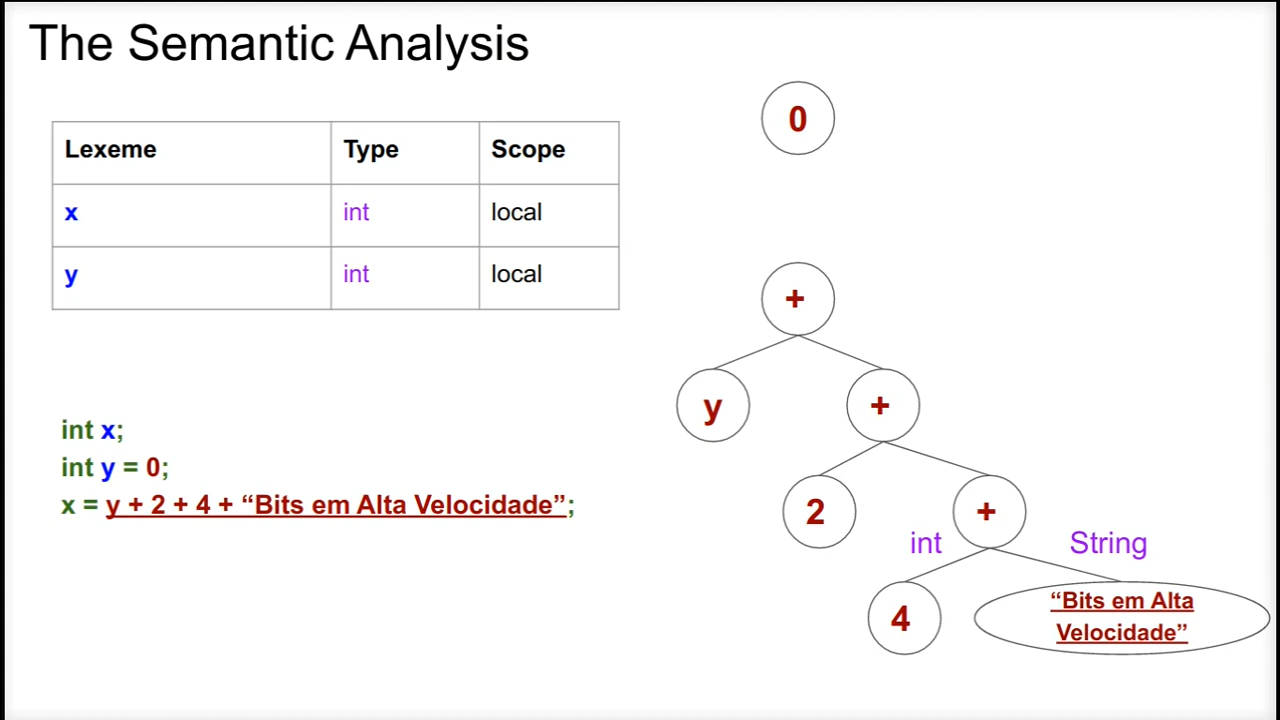 The Semantic Analysis
0
Lexeme Type Scope
x int local
y int local
+
y +
int x;
int y = 0;
x = y + 2 + 4 + “Bits em Alta Velocidade”;
2 +
int String
4 “Bits em Alta
Velocidade”